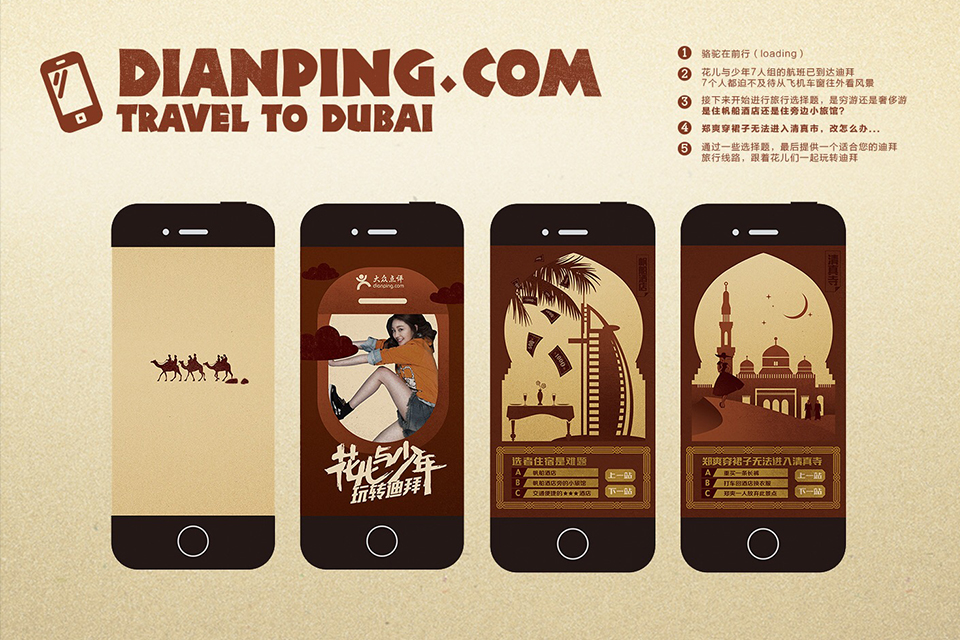 DIANPING.COM
TRAVEL TO DUBAI
1 骆驼在前行（loading）
2 花儿与少年7人组的航班已到达迪拜
7个人都迫不及待从飞机车窗往外看风景
3 接下来开始进行旅行选择题，是穷游还是奢侈游
是住帆船酒店还是住旁边小旅馆？
4 郑爽穿裙子无法进入清真市，改怎么办...
5 通过一些选择题，最后提供一个适合您的迪拜
旅行线路，跟着花儿们一起玩转迪拜
大众点评
dianping.com
花儿与少年
玩转迪拜
帆船酒店
选者住宿是难题
A 帆船酒店
B 帆船酒店旁的小旅馆
C 交通便捷的★★★酒店
上一站
下一站
清真寺
郑爽穿裙子无法进入清真寺
A 重买一条长裤
B 打车回酒店换衣服
C 郑爽一人放弃此景点
上一站
下一站